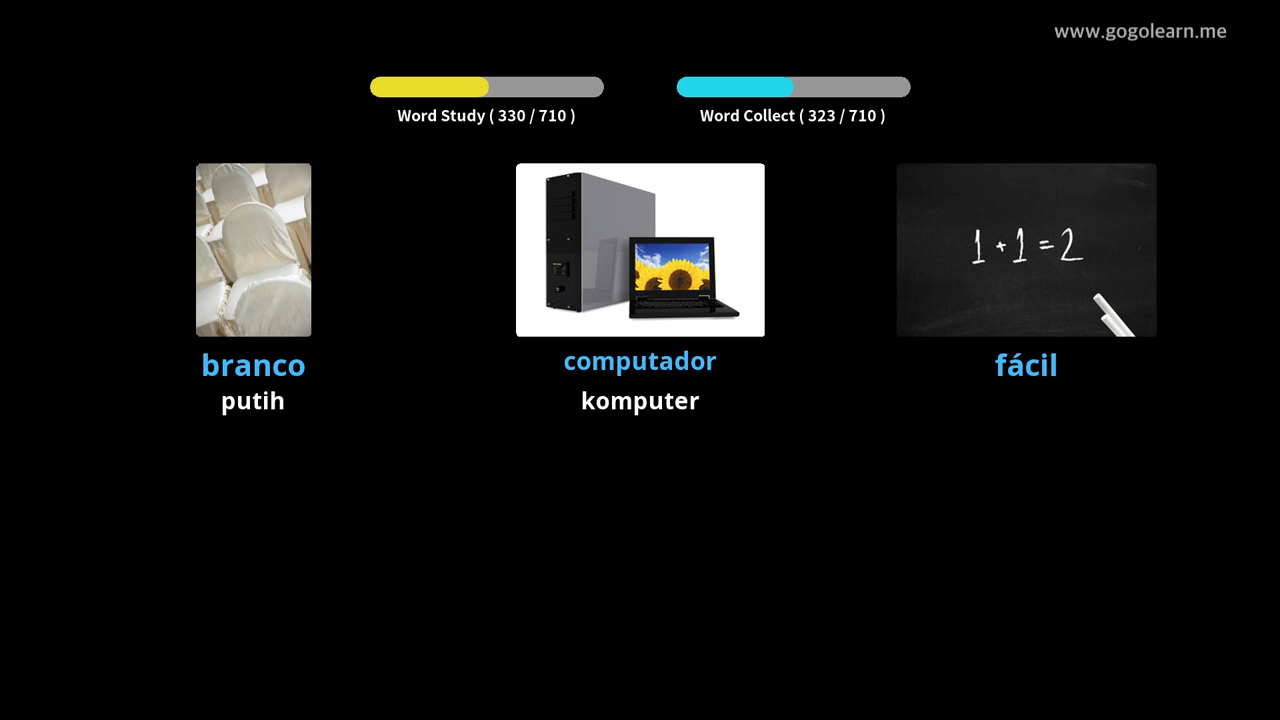 www.gogolearn.me
Word Study ( 330 / 710 )
Word Collect ( 323 / 710 )
1 + 1 = 2
branco
computador
fácil
putih
komputer